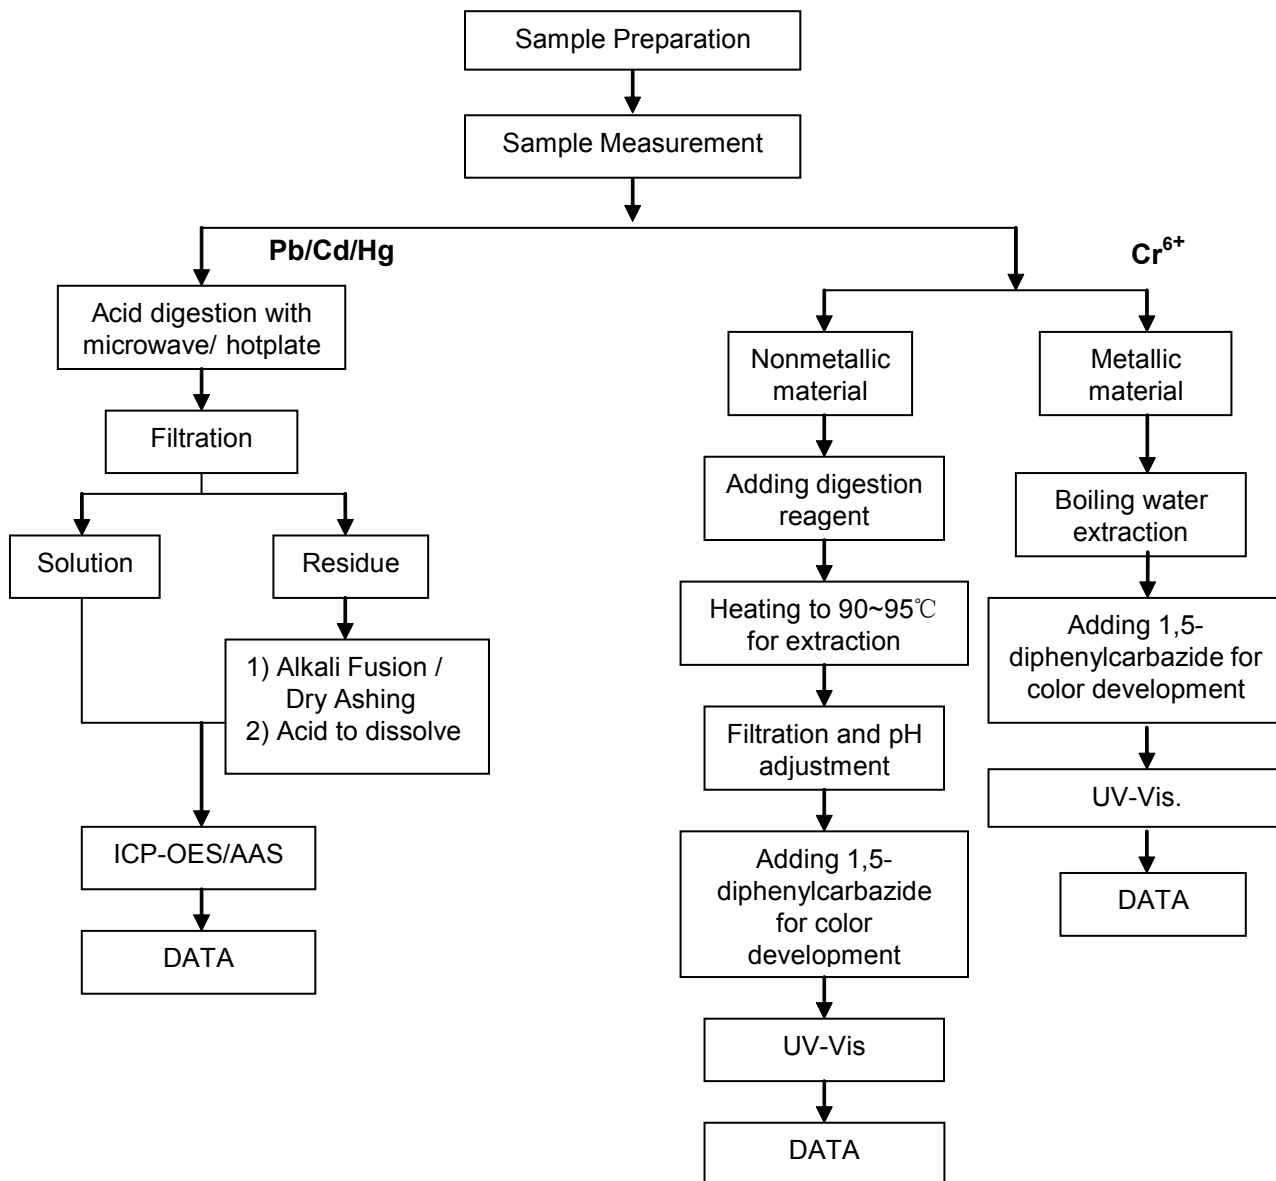 Sample Preparation
Sample Measurement
Pb/Cd/Hg
Cr6+
Acid digestion with
microwave/ hotplate
Filtration
Solution
Residue
1) Alkali Fusion /
Dry Ashing
2) Acid to dissolve
ICP-OES/AAS
DATA
Nonmetallic
material
Adding digestion
reagent
Heating to 90~95℃
for extraction
Filtration and pH
adjustment
Adding 1,5-
diphenylcarbazide
for color
development
UV-Vis
DATA
Metallic
material
Boiling water
extraction
Adding 1,5-
diphenylcarbazide for
color development
UV-Vis.
DATA